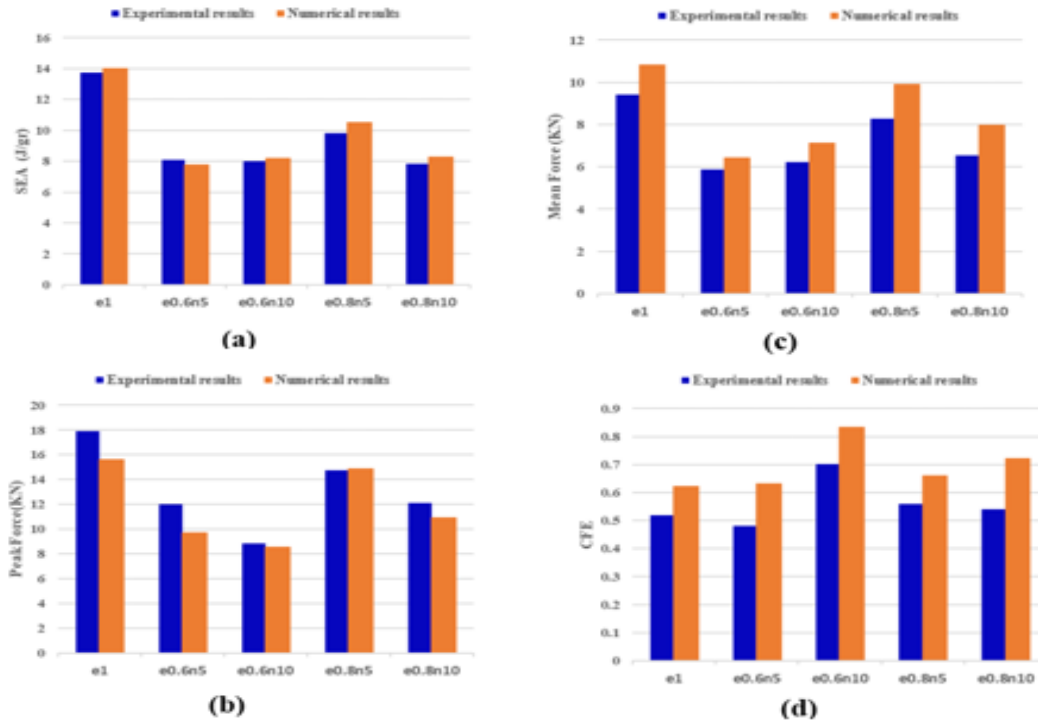 Experimental results Numerical results
16
14
12
10
8
6
4
2
0
SEA (J/gr)
e1 e0.6n5 e0.6n10 e0.8n5 e0.8n10
(a)
Experimental results Numerical results
12
10
8
6
4
2
0
Mean Force (KN)
e1 e0.6n5 e0.6n10 e0.8n5 e0.8n10
(c)
Experimental results Numerical results
20
18
16
14
12
10
8
6
4
2
0
PeakForce(KN)
e1 e0.6n5 e0.6n10 e0.8n5 e0.8n10
(b)
Experimental results Numerical results
0.9
0.8
0.7
0.6
0.5
0.4
0.3
0.2
0.1
0
CFE
e1 e0.6n5 e0.6n10 e0.8n5 e0.8n10
(d)